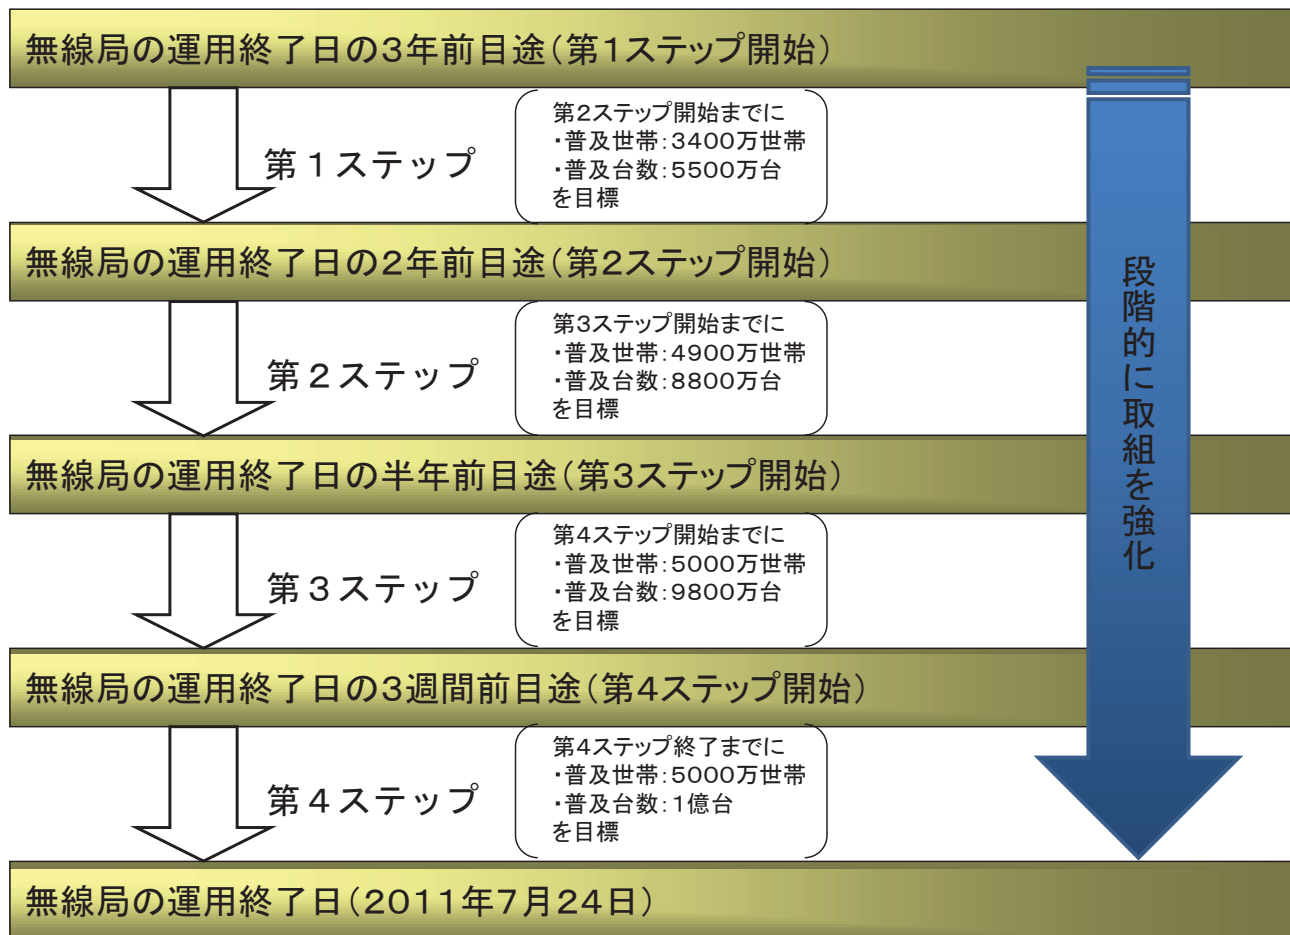 無線局の運用終了日の3年前目途(第1ステップ開始)
第1ステップ
第2ステップ開始までに
・普及世帯:3400万世帯
・普及台数:5500万台
を目標
無線局の運用終了日の2年前目途(第2ステップ開始)
第2ステップ
第3ステップ開始までに
・普及世帯:4900万世帯
・普及台数:8800万台
を目標
無線局の運用終了日の半年前目途(第3ステップ開始)
第3ステップ
第4ステップ開始までに
・普及世帯:5000万世帯
・普及台数:9800万台
を目標
無線局の運用終了日の3週間前目途(第4ステップ開始)
第4ステップ
第4ステップ終了までに
・普及世帯:5000万世帯
・普及台数:1億台
を目標
無線局の運用終了日(2011年7月24日)
段階的に取組を強化